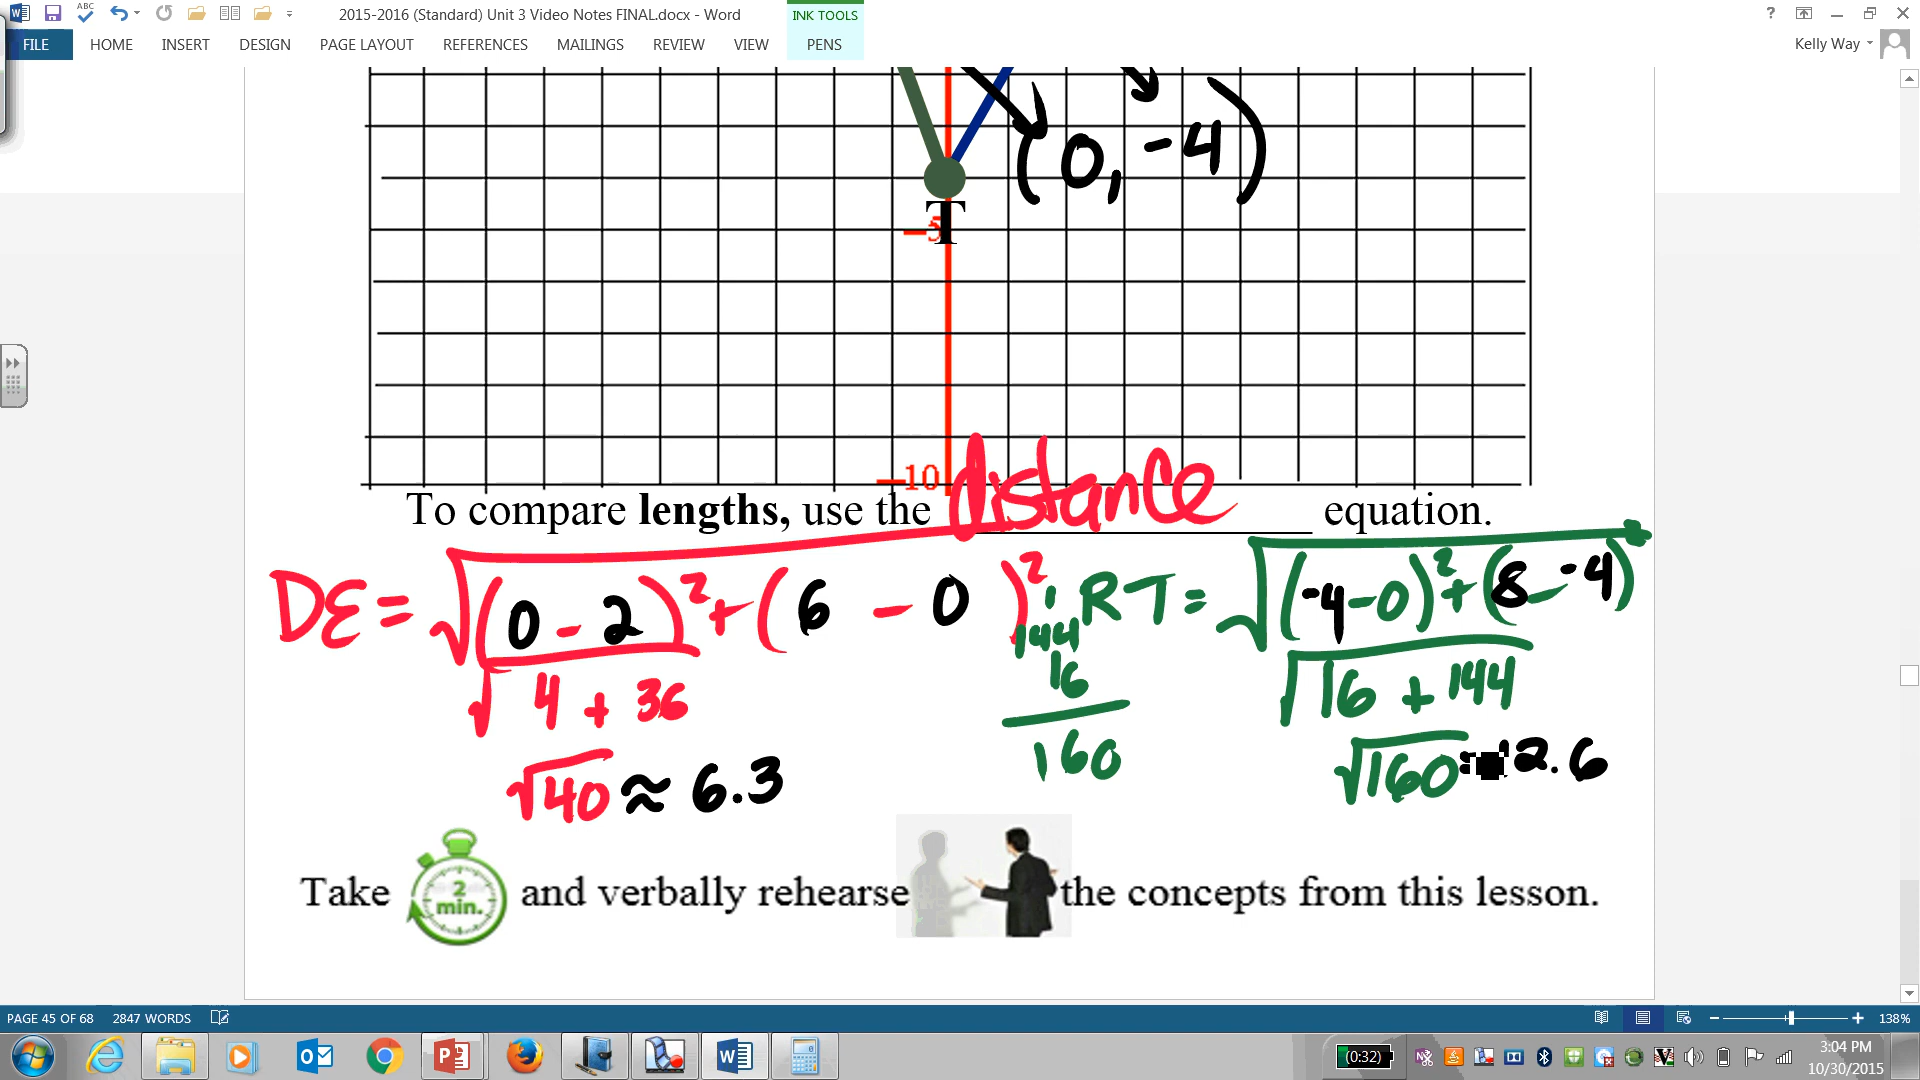 2015-2016 (Standard) Unit 3 Video Notes FINAL.docx - Word
INK TOOLS
FILE HOME INSERT DESIGN PAGE LAYOUT REFERENCES MAILINGS REVIEW VIEW PENS
Kelly Way
(0, -4)
T
-5
-10
To compare lengths, use the distance equation.
DE = √(0 - 2)² + (6 - 0)²
RT = √(-4-0)² + (8 - -4)
√4 + 36
144
16
160
√16 + 144
√40 ≈ 6.3
√160 12.6
Take 2 min. and verbally rehearse the concepts from this lesson.
PAGE 45 OF 68 2847 WORDS
138%
(0:32)
3:04 PM
10/30/2015